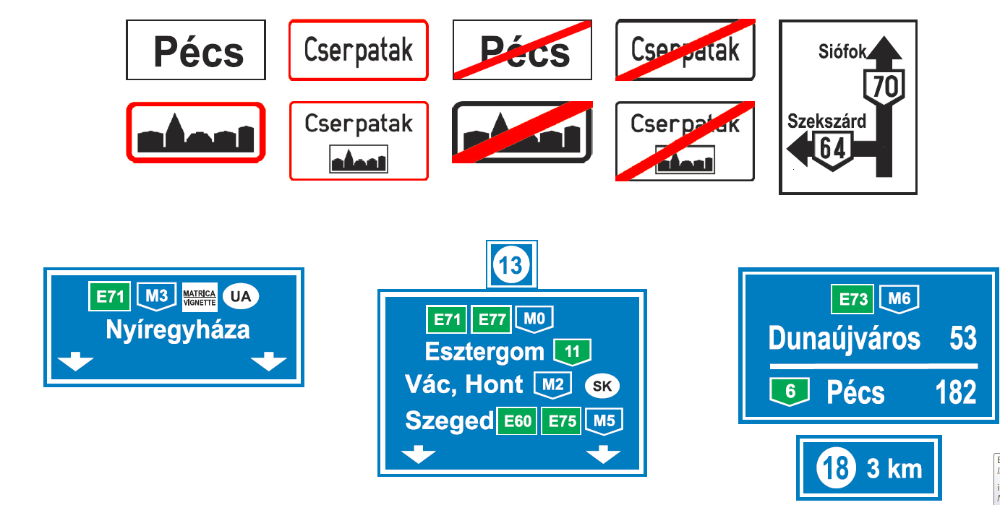 Pécs
Cserpatak
Pécs
Cserpatak
Siófok
70
Szekszárd
64
Cserpatak
Cserpatak
E71 M3 MATRICA VIGNETTE UA
Nyíregyháza
13
E71 E77 M0
Esztergom 11
Vác, Hont M2 SK
Szeged E60 E75 M5
E73 M6
Dunaújváros 53
6 Pécs 182
18 3 km